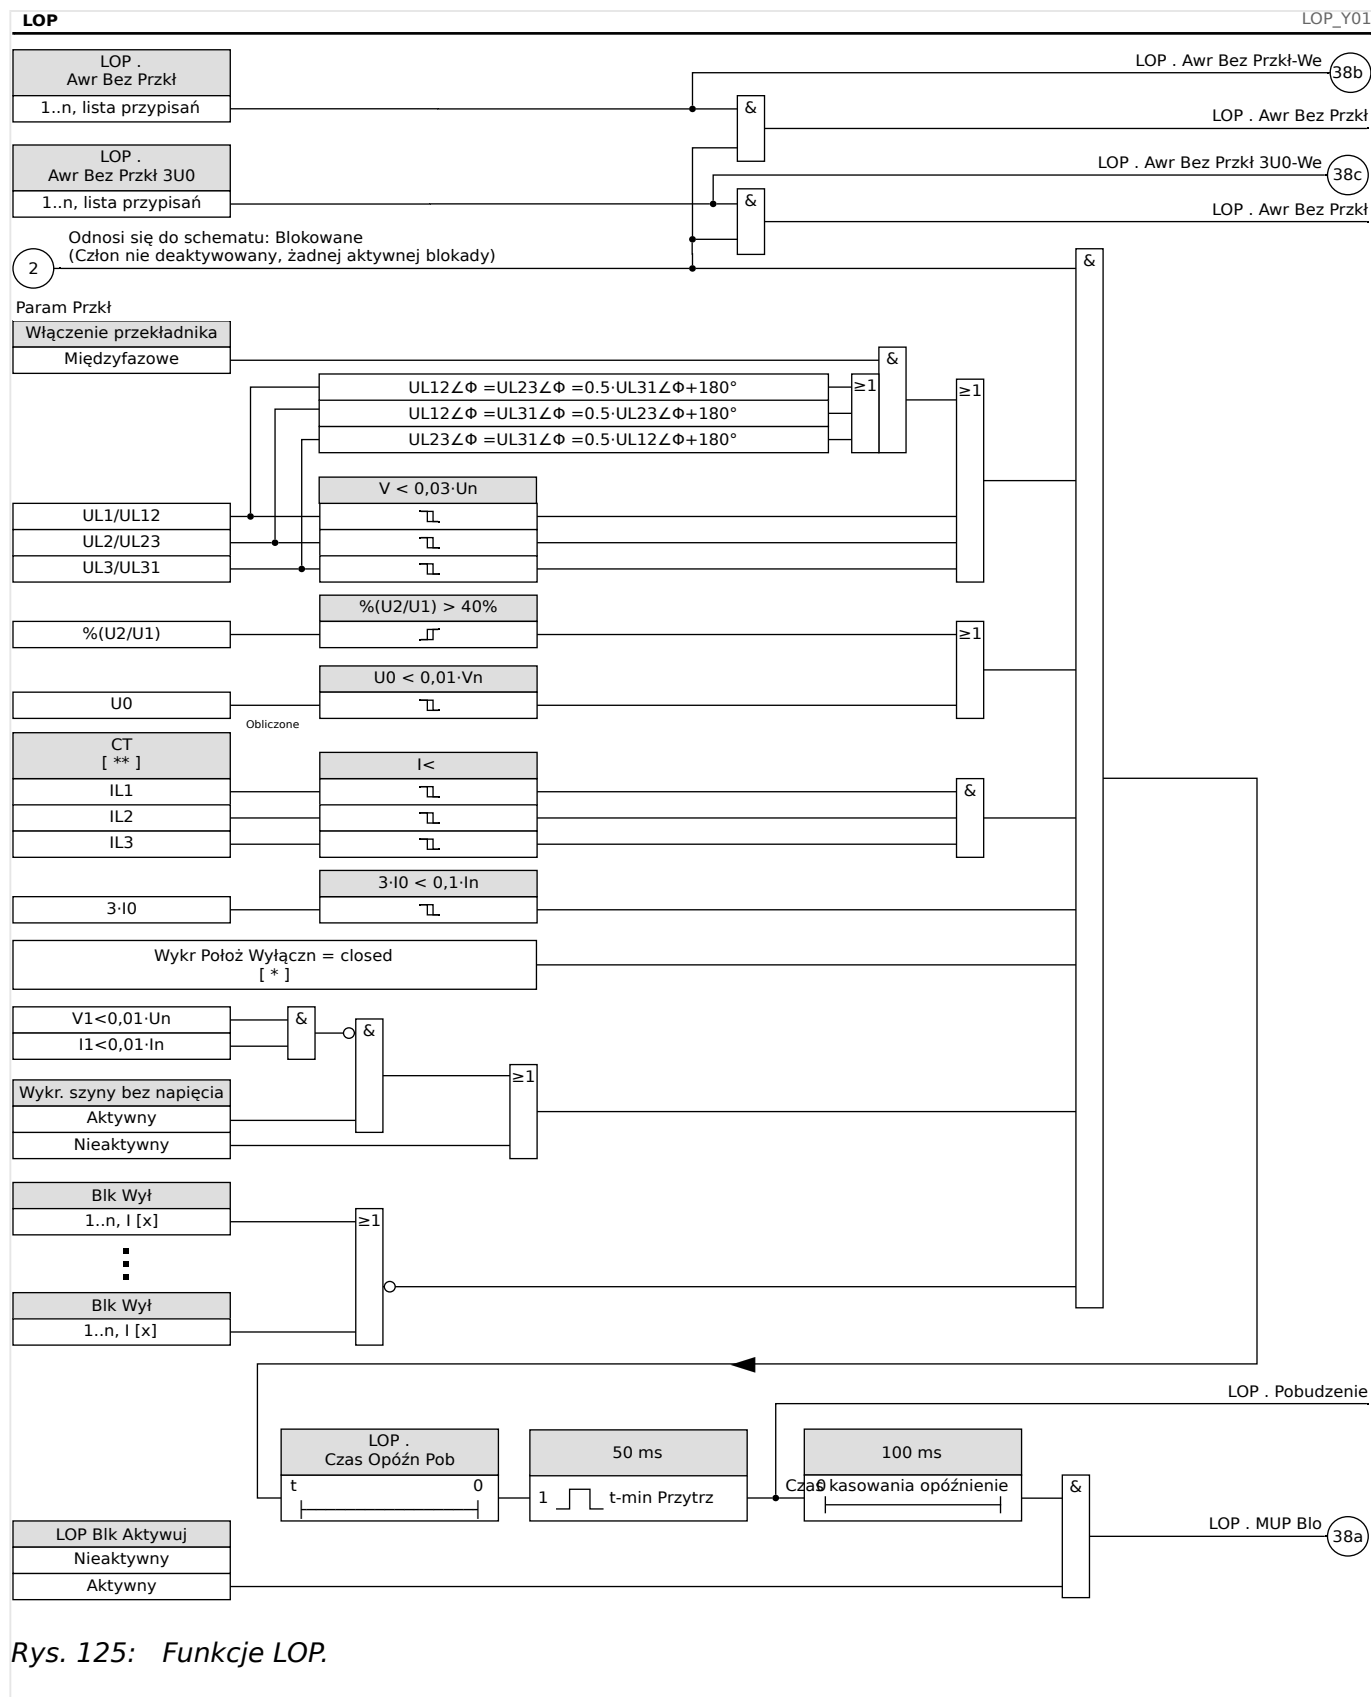 LOP
LOP_Y01
LOP .
Awr Bez Przkł
1..n, lista przypisań
LOP . Awr Bez Przkł-We
38b
&
LOP . Awr Bez Przkł
LOP .
Awr Bez Przkł 3U0
1..n, lista przypisań
LOP . Awr Bez Przkł 3U0-We
38c
&
LOP . Awr Bez Przkł
Odnosi się do schematu: Blokowane
(Człon nie deaktywowany, żadnej aktywnej blokady)
2
&
Param Przkł
Włączenie przekładnika
Międzyfazowe
&
UL12∠Φ =UL23∠Φ =0.5·UL31∠Φ+180°
UL12∠Φ =UL31∠Φ =0.5·UL23∠Φ+180°
UL23∠Φ =UL31∠Φ =0.5·UL12∠Φ+180°
≥1
≥1
V < 0,03·Un
UL1/UL12
UL2/UL23
UL3/UL31
%(U2/U1) > 40%
%(U2/U1)
≥1
U0 < 0,01·Vn
U0
Obliczone
CT
[ ** ]
I<
IL1
IL2
IL3
&
3·I0 < 0,1·In
3·I0
Wykr Położ Wyłączn = closed
[ * ]
V1<0,01·Un
I1<0,01·In
&
&
Wykr. szyny bez napięcia
Aktywny
Nieaktywny
≥1
Blk Wył
1..n, I [x]
≥1
Blk Wył
1..n, I [x]
LOP . Pobudzenie
LOP .
Czas Opóźn Pob
t
0
50 ms
1
t-min Przytrz
100 ms
0
Czas kasowania opóźnienie
&
LOP Blk Aktywuj
Nieaktywny
Aktywny
LOP . MUP Blo
38a
Rys. 125: Funkcje LOP.